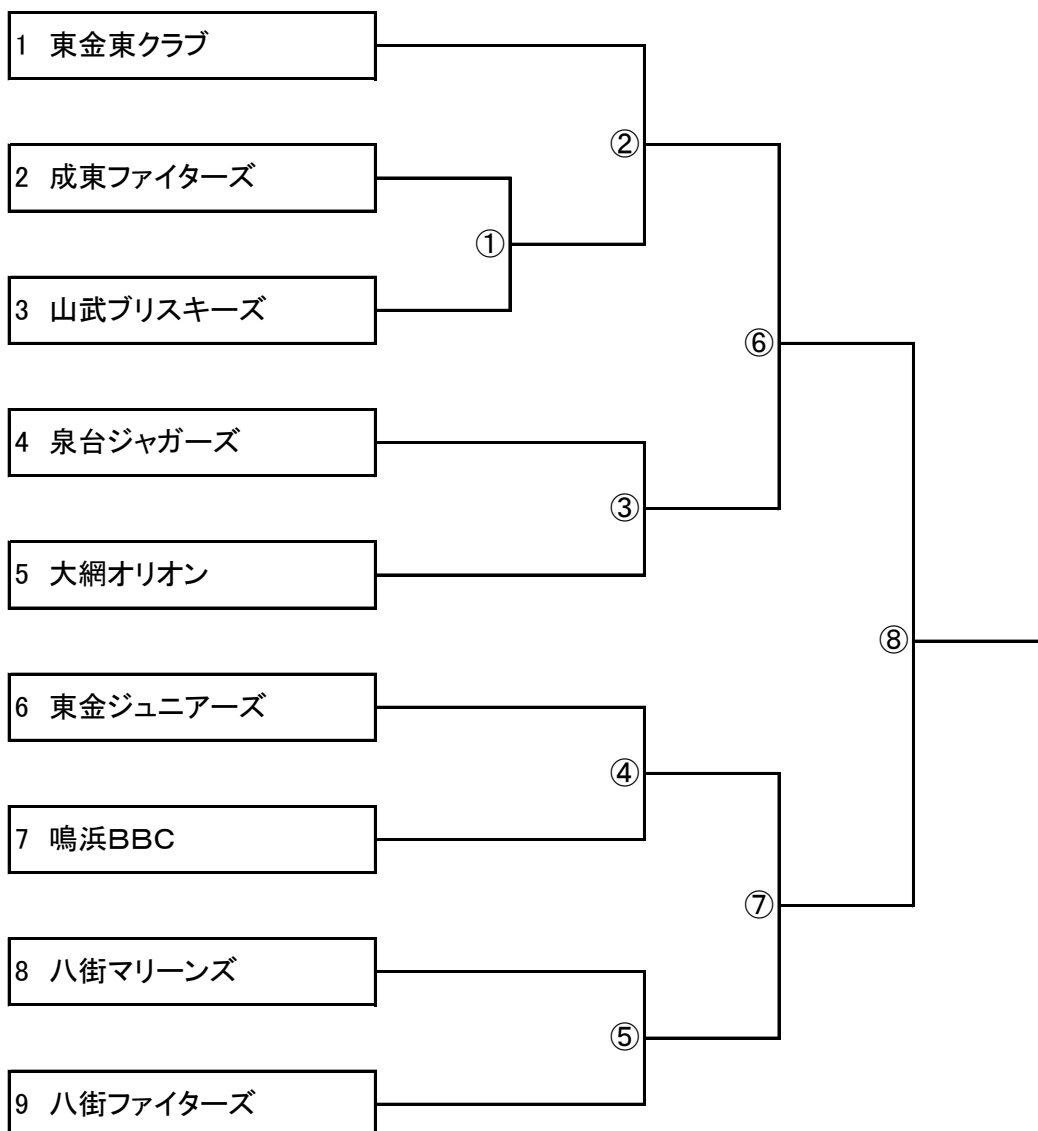 1 東金東クラブ
②
2 成東ファイターズ
①
3 山武ブリスキーズ
⑥
4 泉台ジャガーズ
③
5 大網オリオン
⑧
6 東金ジュニアーズ
④
7 鳴浜BBC
⑦
8 八街マリーンズ
⑤
9 八街ファイターズ